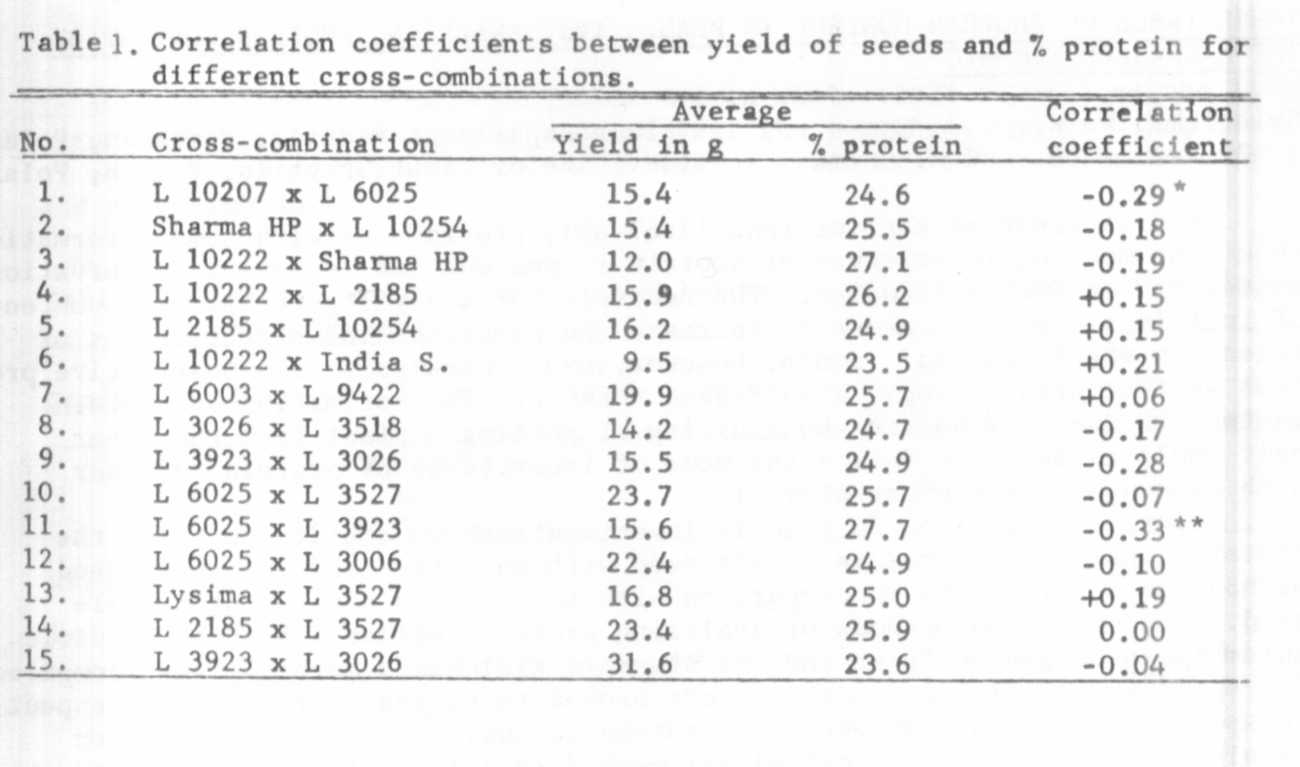 Table 1. Correlation coefficients between yield of seeds and % protein for
different cross-combinations.
Average Correlation
No. Cross-combination Yield in g % protein coefficient
1. L 10207 x L 6025 15.4 24.6 -0.29*
2. Sharma HP x L 10254 15.4 25.5 -0.18
3. L 10222 x Sharma HP 12.0 27.1 -0.19
4. L 10222 x L 2185 15.9 26.2 +0.15
5. L 2185 x L 10254 16.2 24.9 +0.15
6. L 10222 x India S. 9.5 23.5 +0.21
7. L 6003 x L 9422 19.9 25.7 +0.06
8. L 3026 x L 3518 14.2 24.7 -0.17
9. L 3923 x L 3026 15.5 24.9 -0.28
10. L 6025 x L 3527 23.7 25.7 -0.07
11. L 6025 x L 3923 15.6 27.7 -0.33**
12. L 6025 x L 3006 22.4 24.9 -0.10
13. Lysima x L 3527 16.8 25.0 +0.19
14. L 2185 x L 3527 23.4 23.9 0.00
15. L 3923 x L 3026 31.6 23.6 -0.04